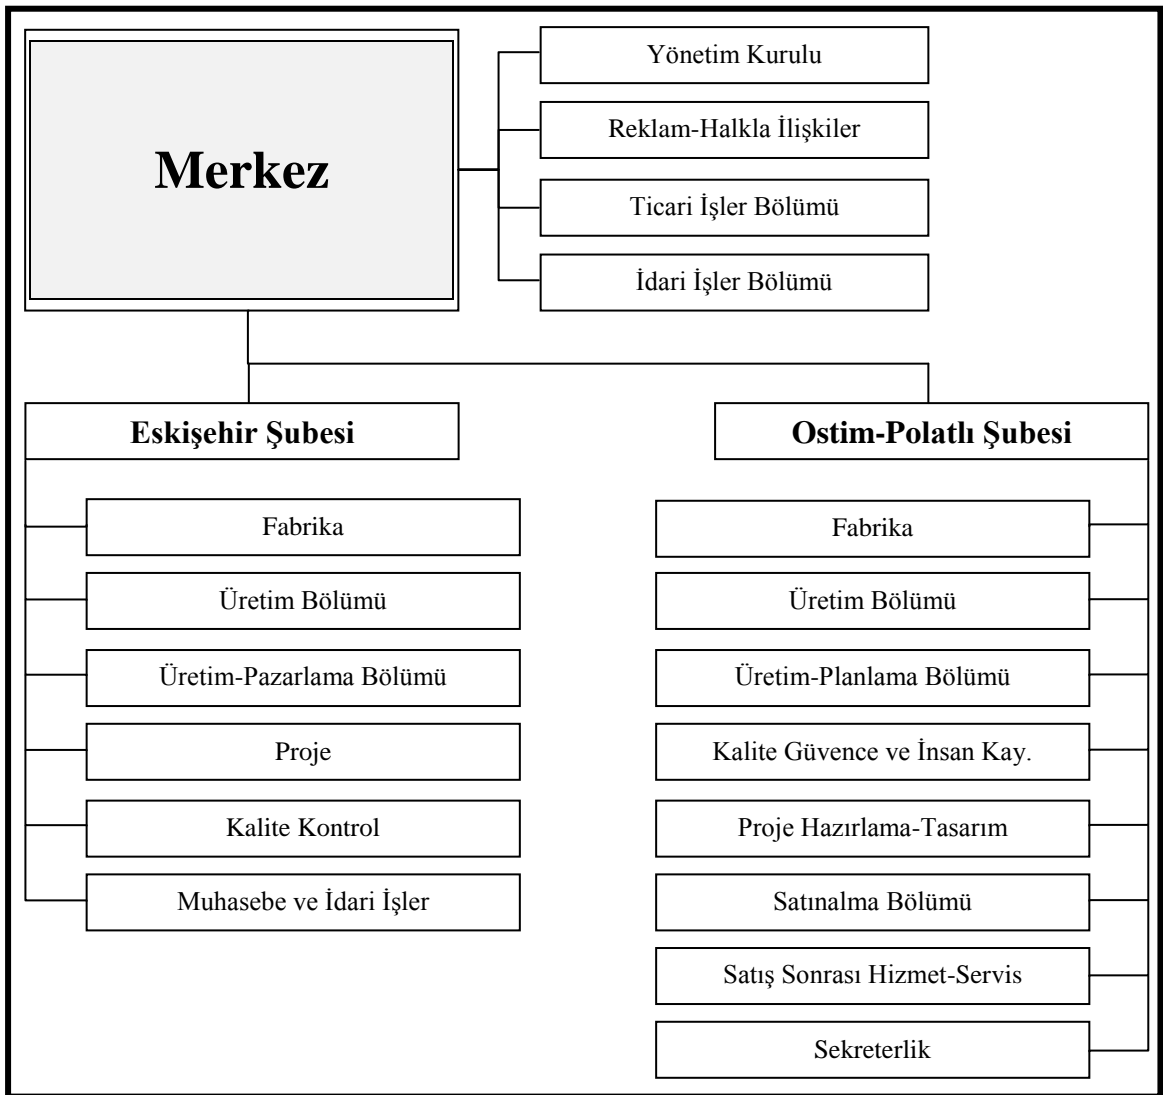 Merkez
Yönetim Kurulu
Reklam-Halkla İlişkiler
Ticari İşler Bölümü
İdari İşler Bölümü
Eskişehir Şubesi
Fabrika
Üretim Bölümü
Üretim-Pazarlama Bölümü
Proje
Kalite Kontrol
Muhasebe ve İdari İşler
Ostim-Polatlı Şubesi
Fabrika
Üretim Bölümü
Üretim-Planlama Bölümü
Kalite Güvence ve İnsan Kay.
Proje Hazırlama-Tasarım
Satınalma Bölümü
Satış Sonrası Hizmet-Servis
Sekreterlik